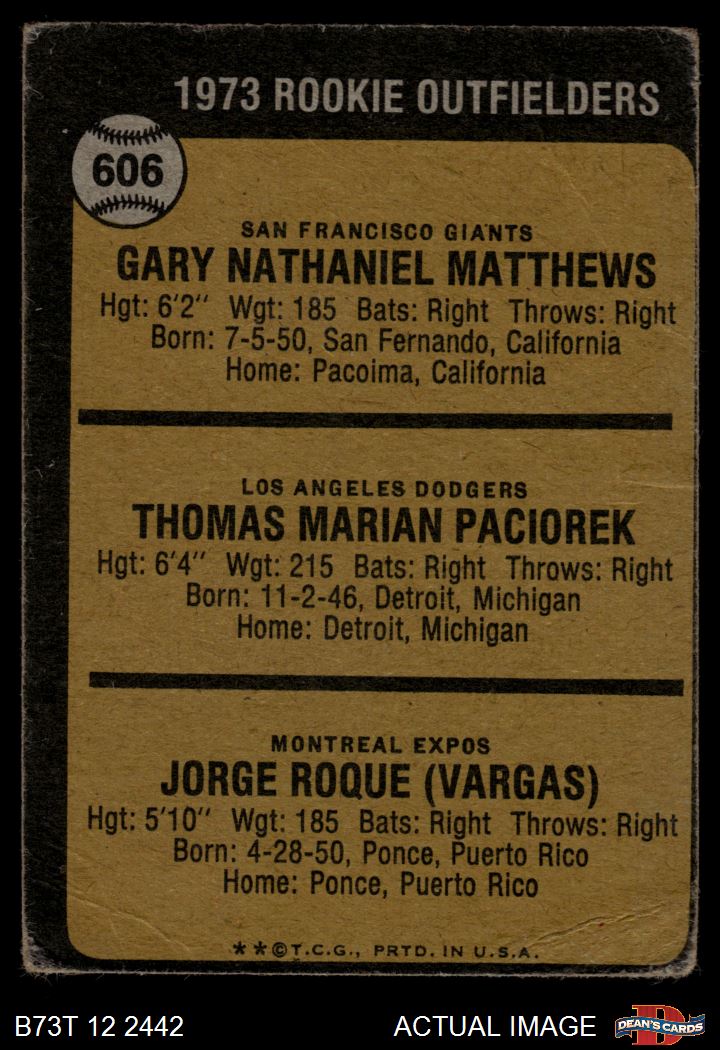 1973 ROOKIE OUTFIELDERS
606
SAN FRANCISCO GIANTS
GARY NATHANIEL MATTHEWS
Hgt: 6'2" Wgt: 185 Bats: Right Throws: Right
Born: 7-5-50, San Fernando, California
Home: Pacoima, California
LOS ANGELES DODGERS
THOMAS MARIAN PACIOREK
Hgt: 6'4" Wgt: 215 Bats: Right Throws: Right
Born: 11-2-46, Detroit, Michigan
Home: Detroit, Michigan
MONTREAL EXPOS
JORGE ROQUE (VARGAS)
Hgt: 5'10" Wgt: 185 Bats: Right Throws: Right
Born: 4-28-50, Ponce, Puerto Rico
Home: Ponce, Puerto Rico
**©T.C.G., PRTD. IN U.S.A.
B73T 12 2442 ACTUAL IMAGE D DEAN'S CARDS